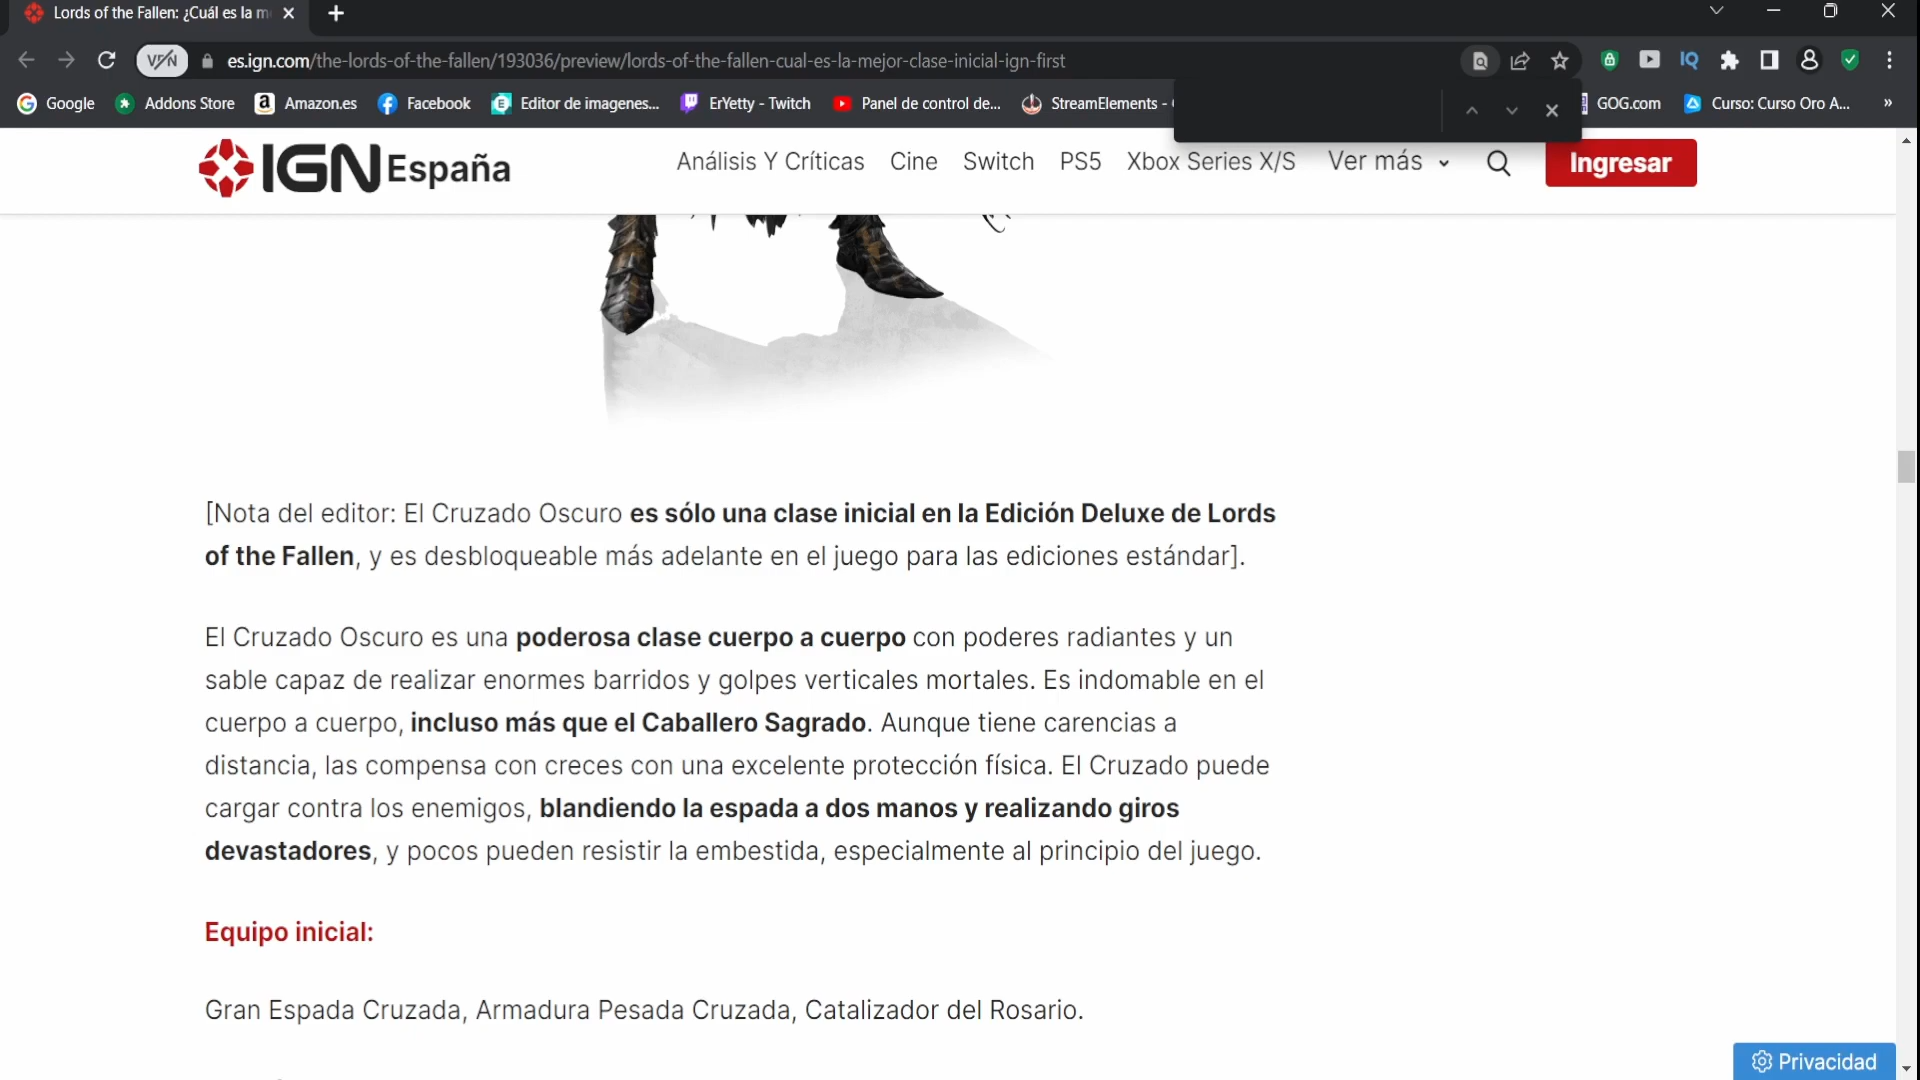 Lords of the Fallen: ¿Cuál es la m
VPN
es.ign.com/the-lords-of-the-fallen/193036/preview/lords-of-the-fallen-cual-es-la-mejor-clase-inicial-ign-first
IQ
Google Addons Store Amazon.es Facebook Editor de imagenes... ErYetty - Twitch Panel de control de... StreamElements - GOG.com Curso: Curso Oro A... »
IGN España Análisis Y Críticas Cine Switch PS5 Xbox Series X/S Ver más Ingresar
[Nota del editor: El Cruzado Oscuro es sólo una clase inicial en la Edición Deluxe de Lords
of the Fallen, y es desbloqueable más adelante en el juego para las ediciones estándar].
El Cruzado Oscuro es una poderosa clase cuerpo a cuerpo con poderes radiantes y un
sable capaz de realizar enormes barridos y golpes verticales mortales. Es indomable en el
cuerpo a cuerpo, incluso más que el Caballero Sagrado. Aunque tiene carencias a
distancia, las compensa con creces con una excelente protección física. El Cruzado puede
cargar contra los enemigos, blandiendo la espada a dos manos y realizando giros
devastadores, y pocos pueden resistir la embestida, especialmente al principio del juego.
Equipo inicial:
Gran Espada Cruzada, Armadura Pesada Cruzada, Catalizador del Rosario.
Privacidad